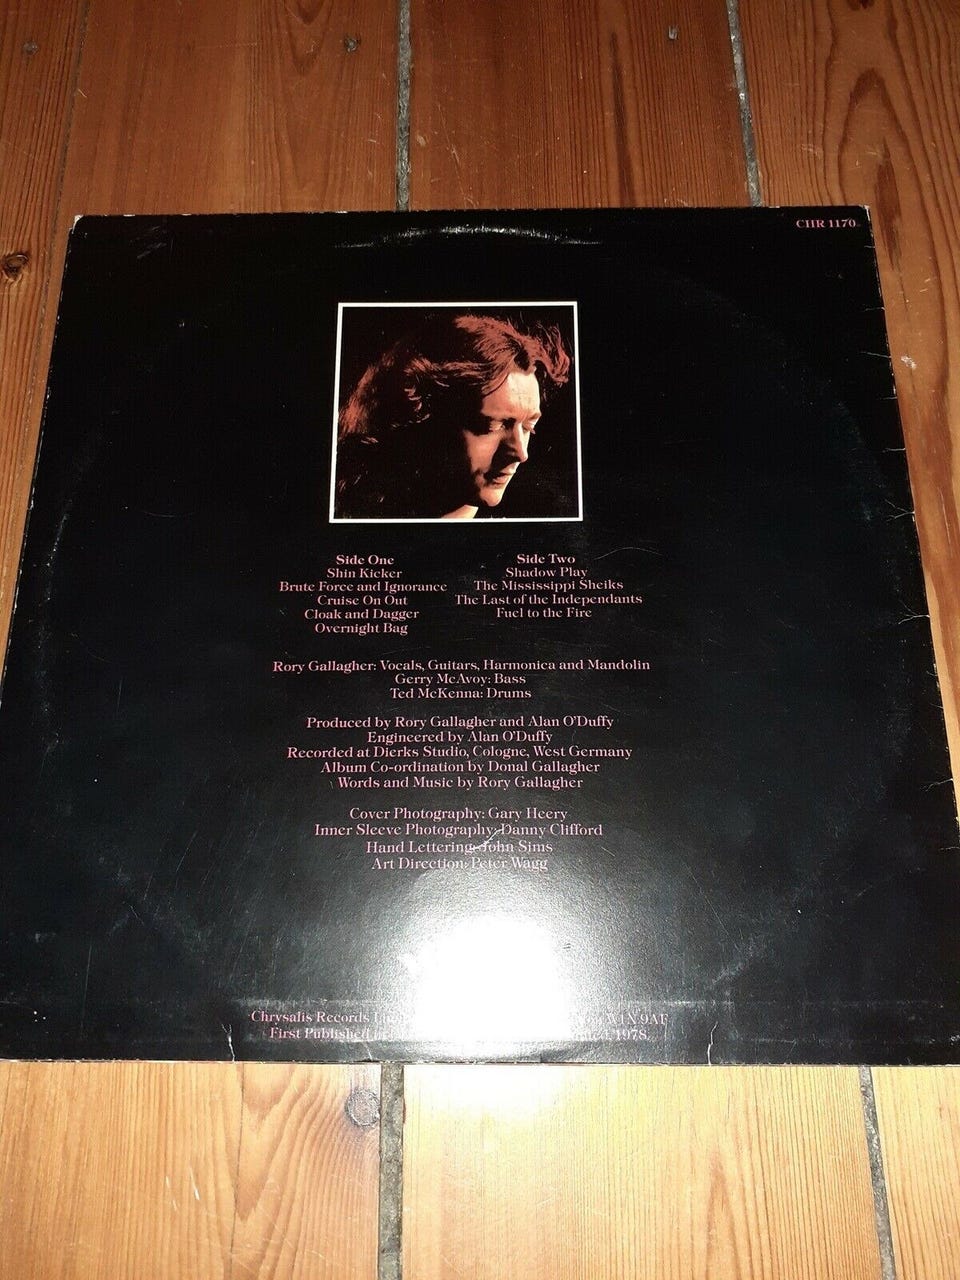 CHR 1170
Side One
Shin Kicker
Brute Force and Ignorance
Cruise On Out
Cloak and Dagger
Overnight Bag
Side Two
Shadow Play
The Mississippi Sheiks
The Last of the Independants
Fuel to the Fire
Rory Gallagher: Vocals, Guitars, Harmonica and Mandolin
Gerry McAvoy: Bass
Ted McKenna: Drums
Produced by Rory Gallagher and Alan O'Duffy
Engineered by Alan O'Duffy
Recorded at Dierks Studio, Cologne, West Germany
Album Co-ordination by Donal Gallagher
Words and Music by Rory Gallagher
Cover Photography: Gary Heery
Inner Sleeve Photography: Danny Clifford
Hand Lettering: John Sims
Art Direction: Peter Wagg
Chrysalis Records W1N 9AF
First Published 1978.